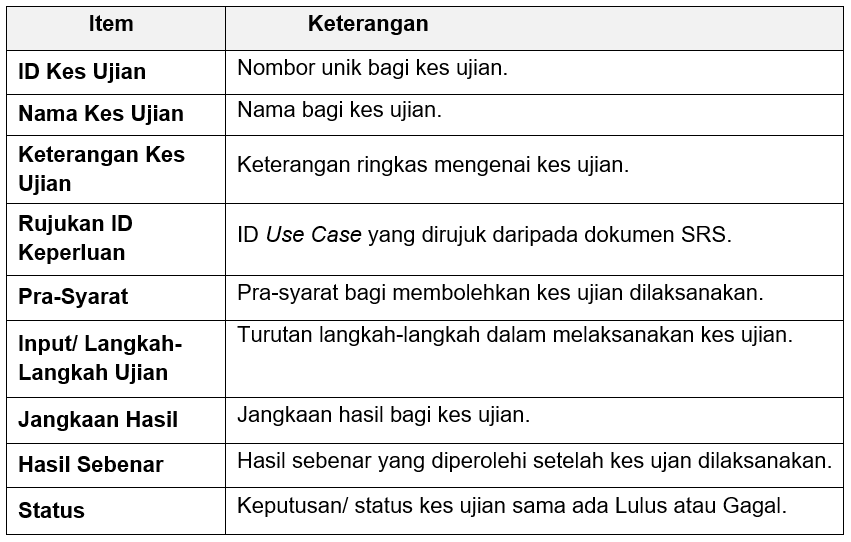 Item
Keterangan
ID Kes Ujian
Nombor unik bagi kes ujian.
Nama Kes Ujian
Nama bagi kes ujian.
Keterangan Kes
Ujian
Keterangan ringkas mengenai kes ujian.
Rujukan ID
Keperluan
ID Use Case yang dirujuk daripada dokumen SRS.
Pra-Syarat
Pra-syarat bagi membolehkan kes ujian dilaksanakan.
Input/ Langkah-
Langkah Ujian
Turutan langkah-langkah dalam melaksanakan kes ujian.
Jangkaan Hasil
Jangkaan hasil bagi kes ujian.
Hasil Sebenar
Hasil sebenar yang diperolehi setelah kes ujan dilaksanakan.
Status
Keputusan/ status kes ujian sama ada Lulus atau Gagal.